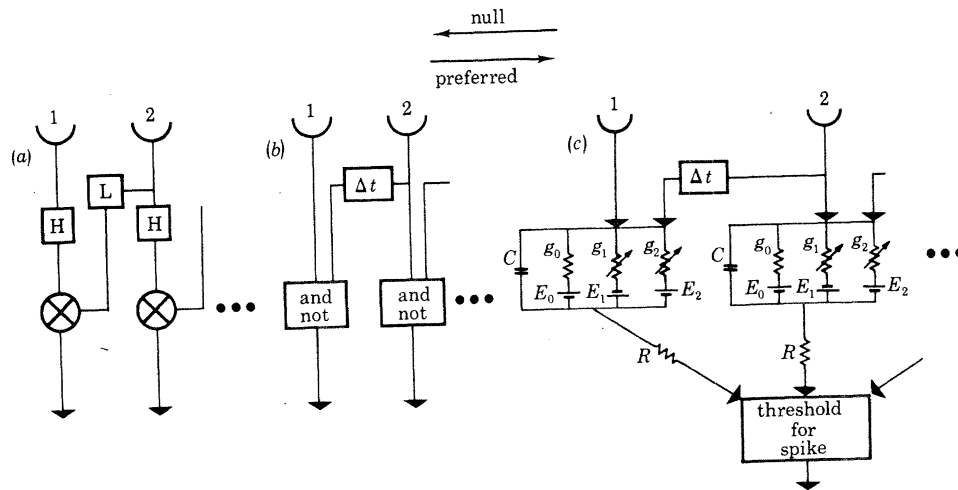 null
preferred
1
2
(a)
L
H
H
1
2
(b)
Δt
and
not
and
not
1
2
(c)
Δt
C
g₀
g₁
g₂
E₀
E₁
E₂
C
g₀
g₁
g₂
E₀
E₁
E₂
R
R
threshold
for
spike